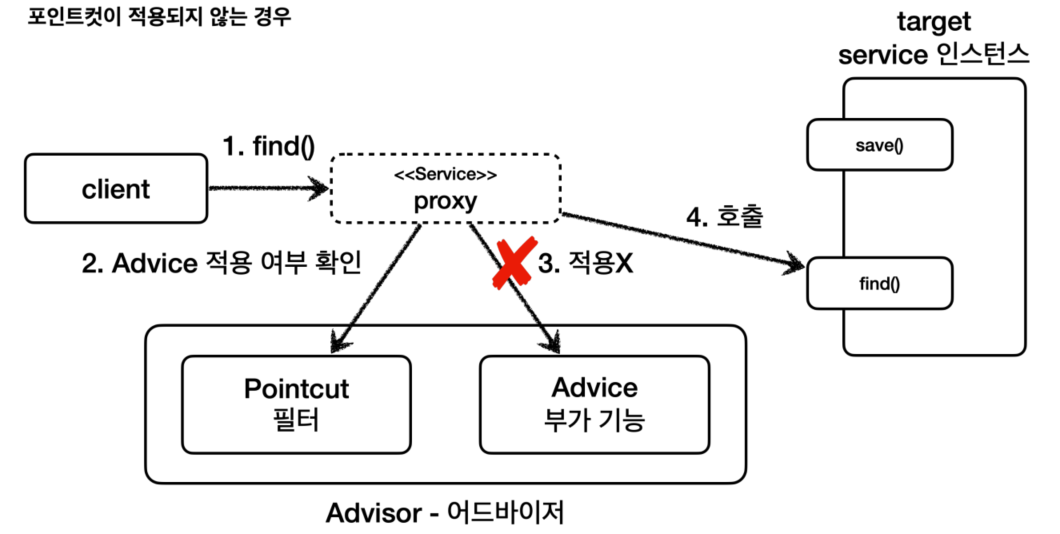 포인트컷이 적용되지 않는 경우
target
service 인스턴스
1. find()
save()
client
<<Service>>
proxy
4. 호출
2. Advice 적용 여부 확인
3. 적용X
find()
Pointcut
필터
Advice
부가 기능
Advisor - 어드바이저